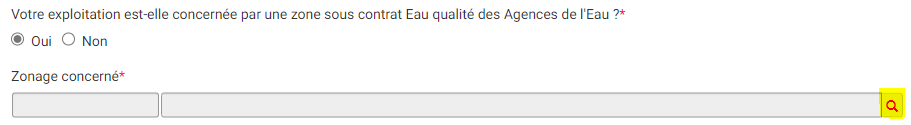 Votre exploitation est-elle concernée par une zone sous contrat Eau qualité des Agences de l'Eau ?*
Oui Non
Zonage concerné*